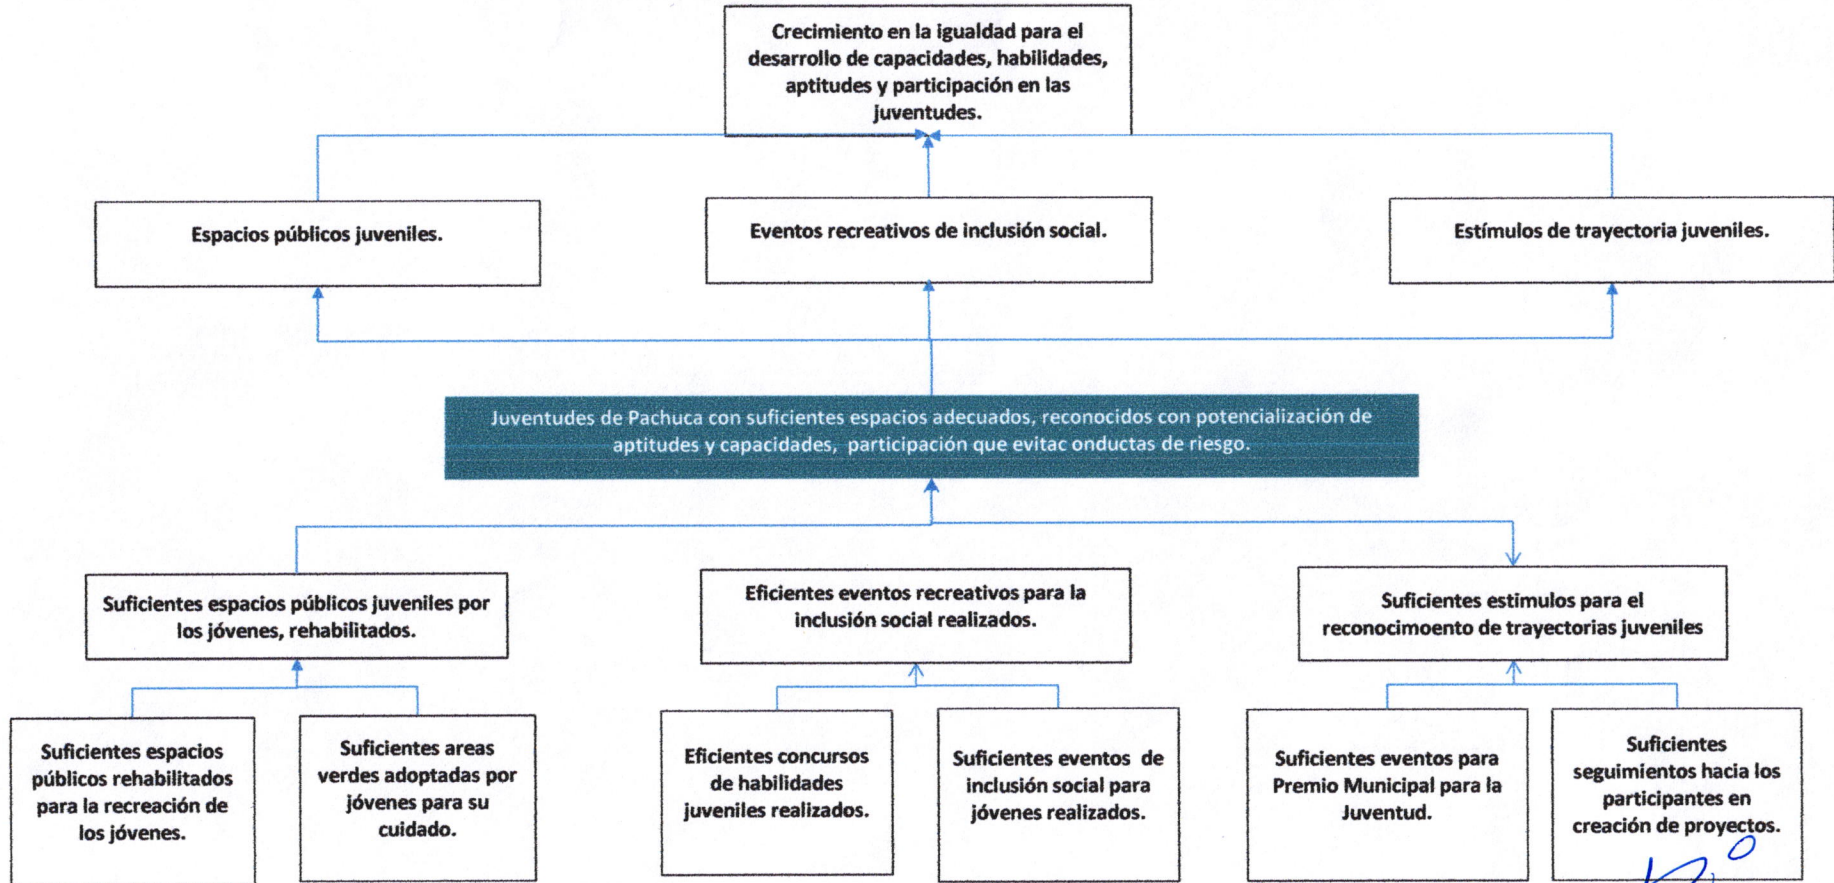 Crecimiento en la igualdad para el
desarrollo de capacidades, habilidades,
aptitudes y participación en las
juventudes.
Espacios públicos juveniles.
Eventos recreativos de inclusión social.
Estímulos de trayectoria juveniles.
Juventudes de Pachuca con suficientes espacios adecuados, reconocidos con potencialización de
aptitudes y capacidades, participación que evitac onductas de riesgo.
Suficientes espacios públicos juveniles por
los jóvenes, rehabilitados.
Eficientes eventos recreativos para la
inclusión social realizados.
Suficientes estimulos para el
reconocimoento de trayectorias juveniles
Suficientes espacios
públicos rehabilitados
para la recreación de
los jóvenes.
Suficientes areas
verdes adoptadas por
jóvenes para su
cuidado.
Eficientes concursos
de habilidades
juveniles realizados.
Suficientes eventos de
inclusión social para
jóvenes realizados.
Suficientes eventos para
Premio Municipal para la
Juventud.
Suficientes
seguimientos hacia los
participantes en
creación de proyectos.